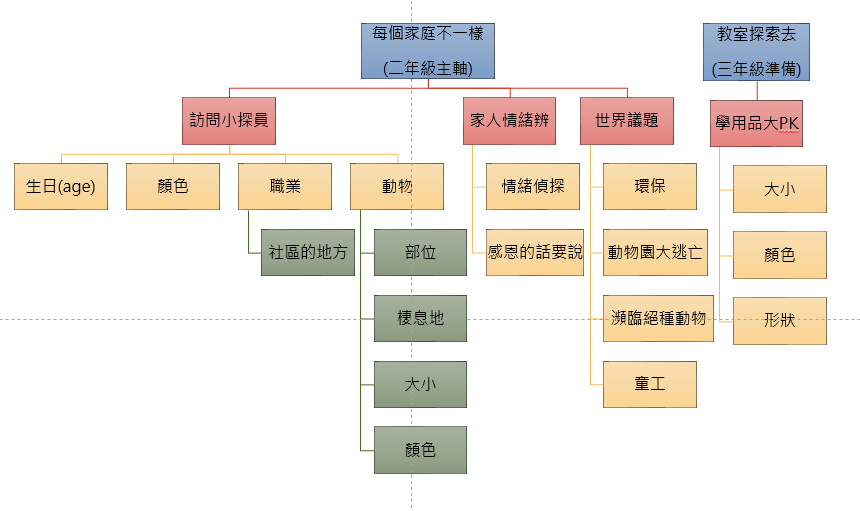 每個家庭不一樣
(二年級主軸)
教室探索去
(三年級準備)
訪問小探員
家人情緒辨
世界議題
學用品大PK
生日(age)
顏色
職業
動物
情緒偵探
環保
大小
社區的地方
部位
感恩的話要說
動物園大逃亡
顏色
棲息地
瀕臨絕種動物
形狀
大小
童工
顏色